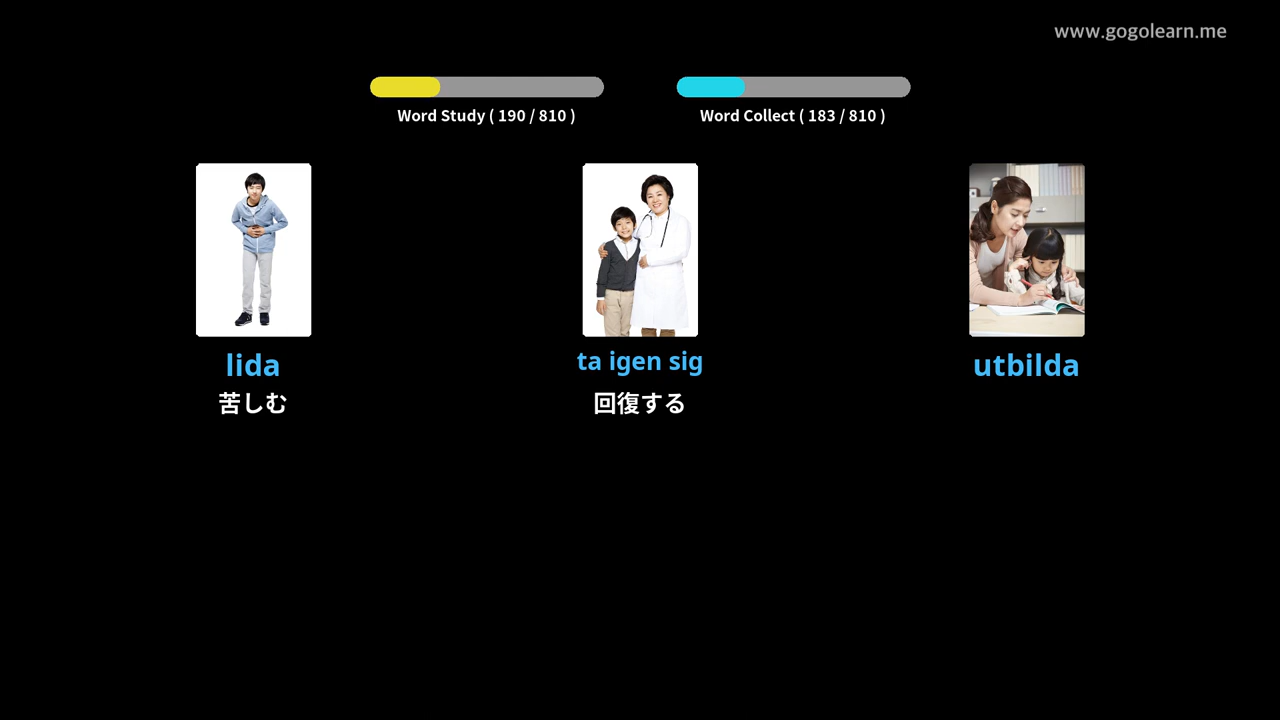 www.gogolearn.me
Word Study ( 190 / 810 )
Word Collect ( 183 / 810 )
lida
ta igen sig
utbilda
苦しむ
回復する